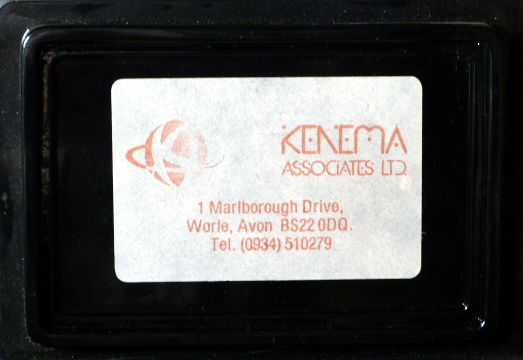 KENEMA
ASSOCIATES LTD
1 Marlborough Drive,
Worle, Avon BS22 0DQ.
Tel. (0934) 510279